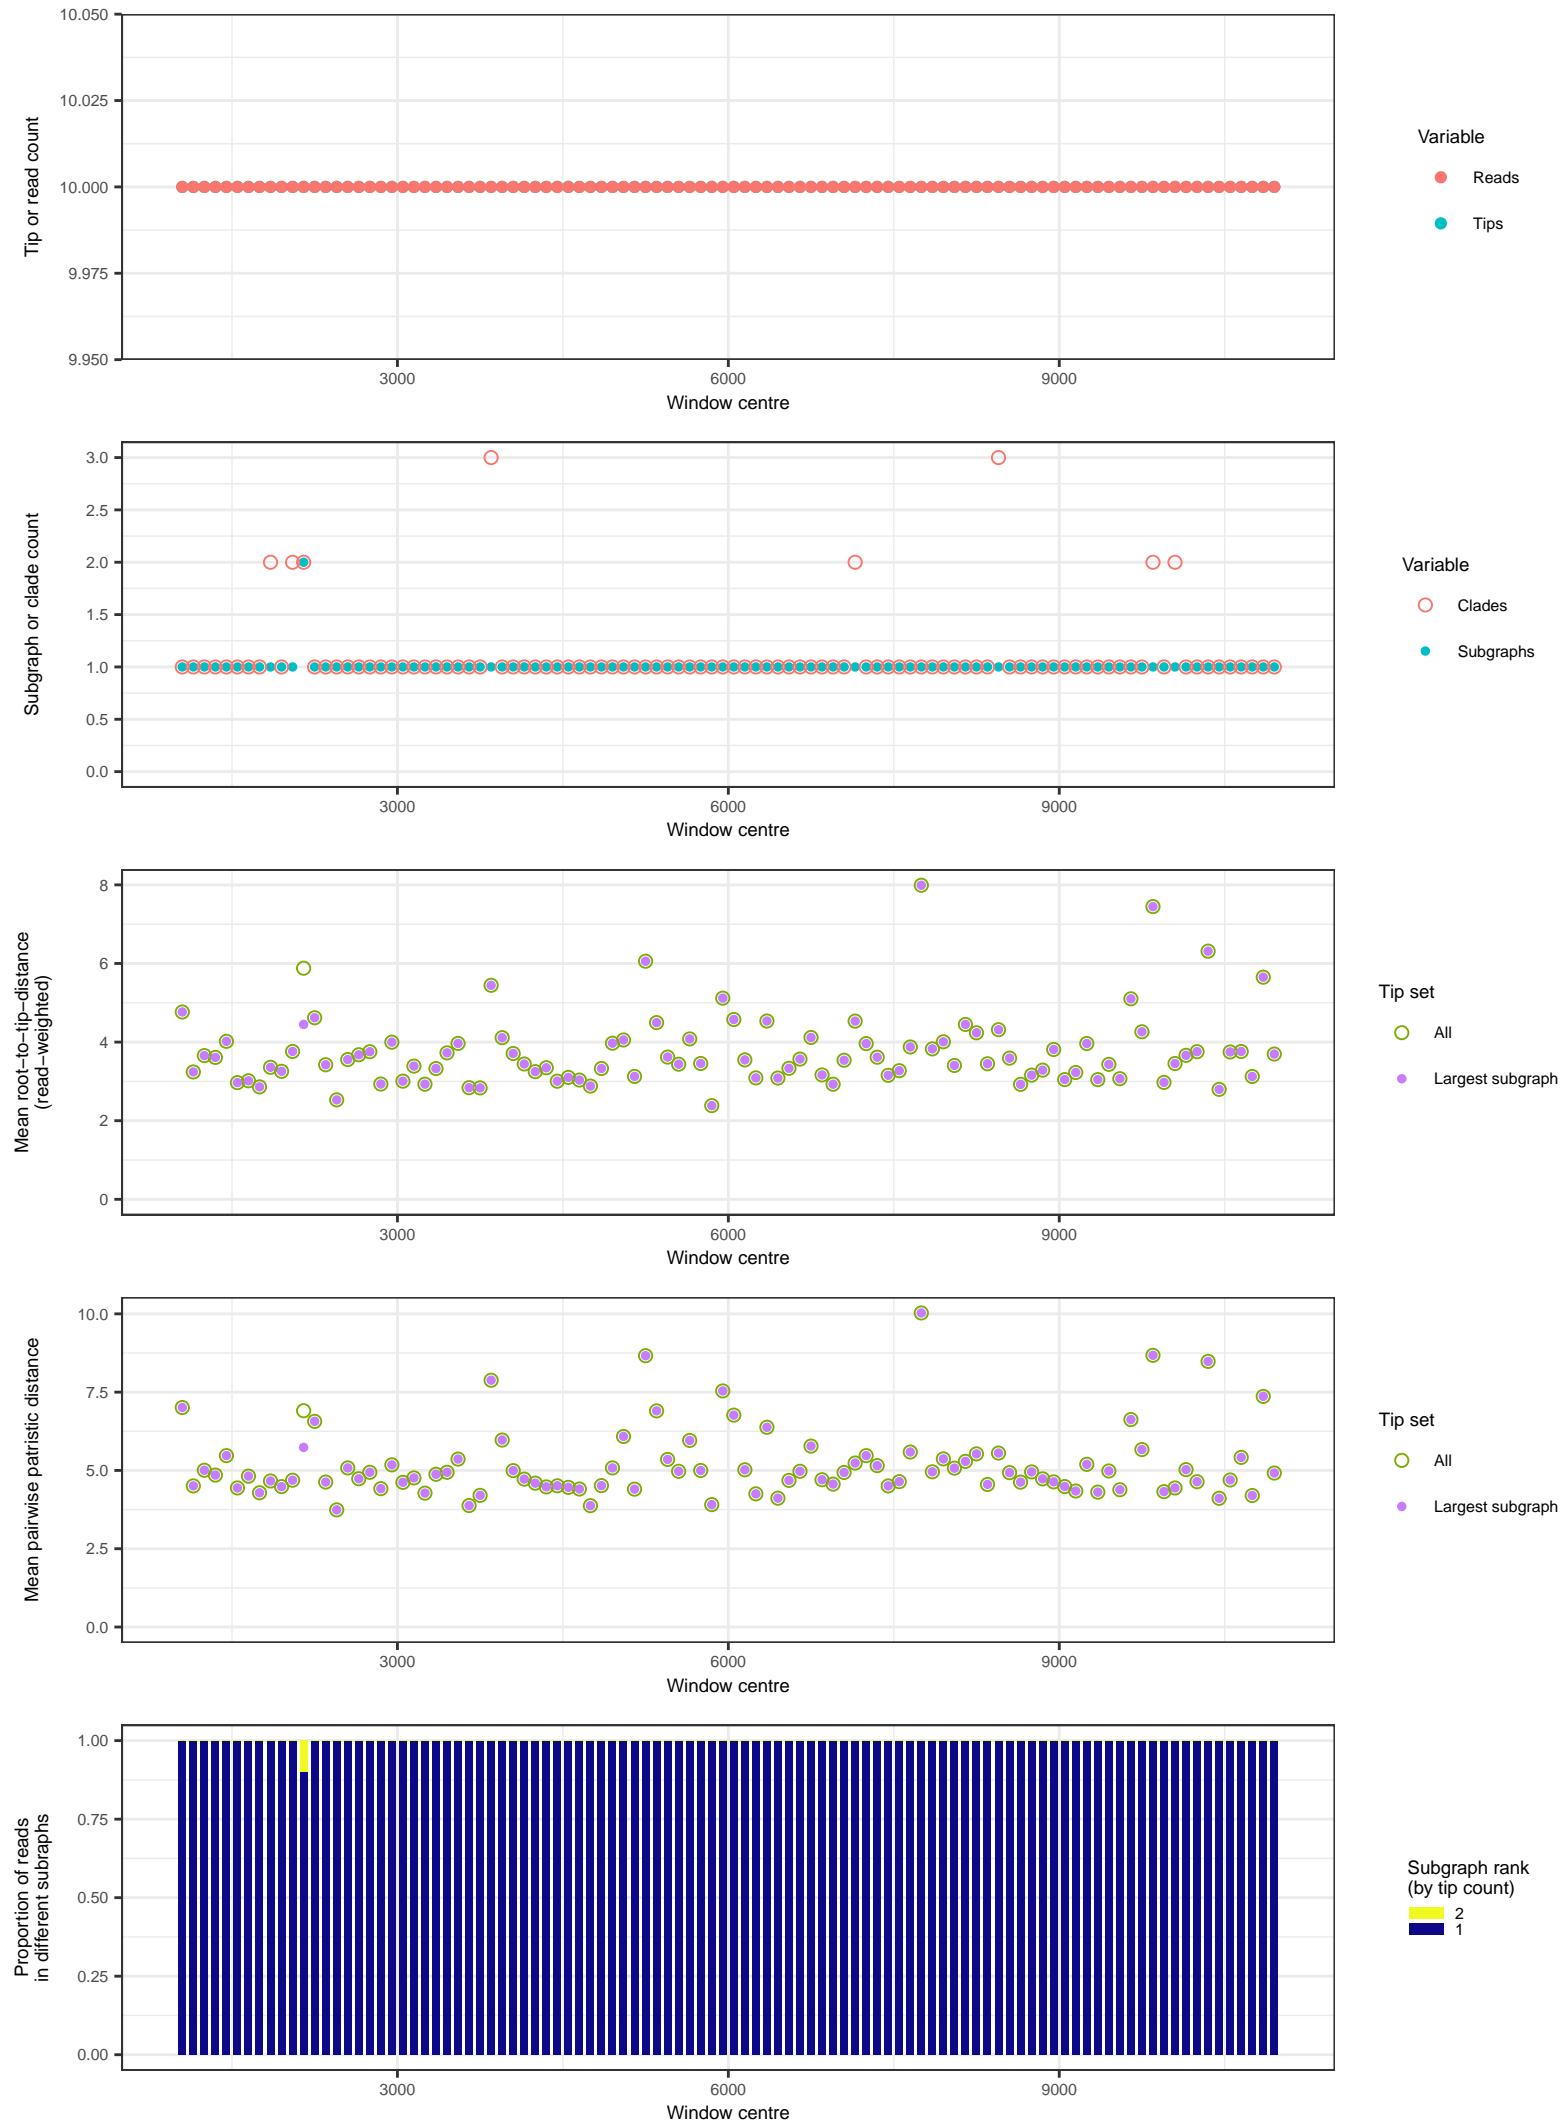 10.050
10.025
10.000
9.975
9.950
Tip or read count
3000
6000
9000
Window centre
Variable
Reads
Tips
3.0
2.5
2.0
1.5
1.0
0.5
0.0
Subgraph or clade count
3000
6000
9000
Window centre
Variable
Clades
Subgraphs
8
6
4
2
0
Mean root−to−tip−distance
(read−weighted)
3000
6000
9000
Window centre
Tip set
All
Largest subgraph
10.0
7.5
5.0
2.5
0.0
Mean pairwise patristic distance
3000
6000
9000
Window centre
Tip set
All
Largest subgraph
1.00
0.75
0.50
0.25
0.00
Proportion of reads
in different subraphs
3000
6000
9000
Window centre
Subgraph rank
(by tip count)
2
1